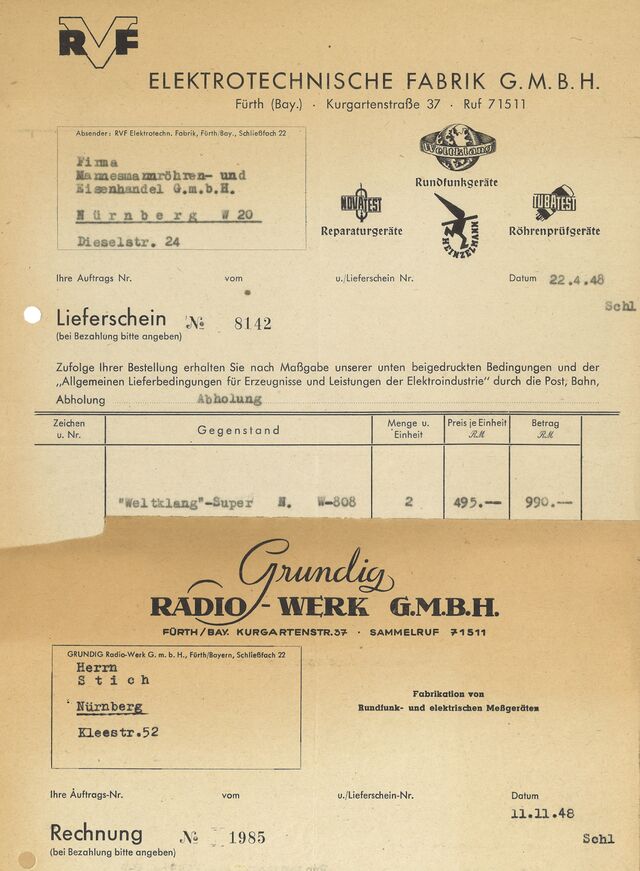 RVF
ELEKTROTECHNISCHE FABRIK G.M.B.H.
Fürth (Bay.) · Kurgartenstraße 37 · Ruf 71511
Absender: RVF Elektrotechn. Fabrik, Fürth/Bay., Schließfach 22
Firma
Mannesmannröhren- und
Eisenhandel G.m.b.H.
Nürnberg W 20
Dieselstr. 24
Weltklang
Rundfunkgeräte
NOVATEST
Reparaturgeräte
HEINZELMANN
TUBATEST
Röhrenprüfgeräte
Ihre Auftrags Nr. vom u./Lieferschein Nr. Datum 22.4.48
Schl
Lieferschein № 8142
(bei Bezahlung bitte angeben)
Zufolge Ihrer Bestellung erhalten Sie nach Maßgabe unserer unten beigedruckten Bedingungen und der
„Allgemeinen Lieferbedingungen für Erzeugnisse und Leistungen der Elektroindustrie" durch die Post, Bahn,
Abholung Abholung
Zeichen u. Nr. Gegenstand Menge u. Einheit Preis je Einheit RM Betrag RM
"Weltklang"-Super N. W-808 2 495.-- 990.--
Grundig
RADIO-WERK G.M.B.H.
FÜRTH/BAY. KURGARTENSTR.37 · SAMMELRUF 71511
GRUNDIG Radio-Werk G. m. b. H., Fürth/Bayern, Schließfach 22
Herrn
Stich
Nürnberg
Kleestr.52
Fabrikation von
Rundfunk- und elektrischen Meßgeräten
Ihre Auftrags-Nr. vom u./Lieferschein-Nr. Datum
11.11.48
Rechnung № 1985 Schl
(bei Bezahlung bitte angeben)